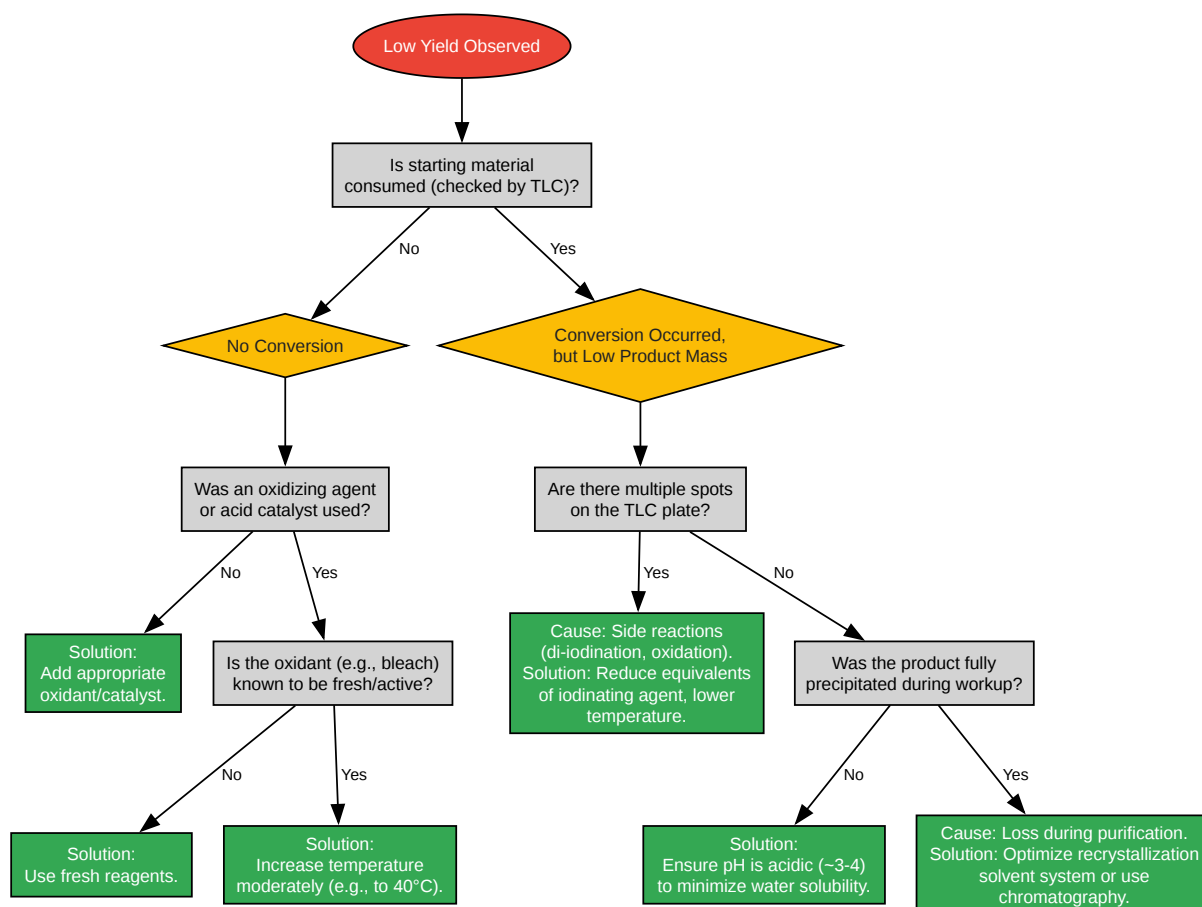 Low Yield Observed
Is starting material
consumed (checked by TLC)?
No
Yes
No Conversion
Conversion Occurred,
but Low Product Mass
Was an oxidizing agent
or acid catalyst used?
Are there multiple spots
on the TLC plate?
No
Yes
Yes
No
Solution:
Add appropriate
oxidant/catalyst.
Is the oxidant (e.g., bleach)
known to be fresh/active?
Cause: Side reactions
(di-iodination, oxidation).
Solution: Reduce equivalents
of iodinating agent, lower
temperature.
Was the product fully
precipitated during workup?
No
Yes
No
Yes
Solution:
Use fresh reagents.
Solution:
Increase temperature
moderately (e.g., to 40°C).
Solution:
Ensure pH is acidic (~3-4)
to minimize water solubility.
Cause: Loss during purification.
Solution: Optimize recrystallization
solvent system or use
chromatography.